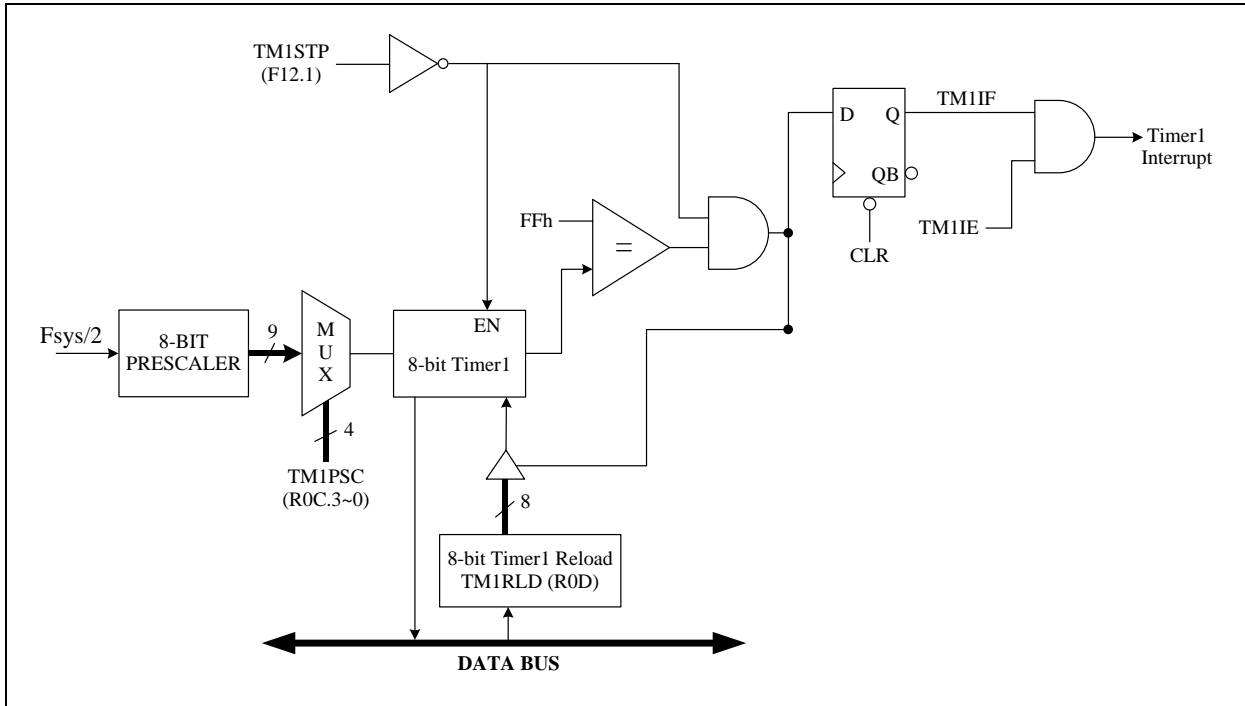 TM1STP
(F12.1)
D
Q
TM1IF
QB
Timer1
Interrupt
TM1IE
CLR
FFh
=
Fsys/2
8-BIT
PRESCALER
9
M
U
X
EN
8-bit Timer1
4
TM1PSC
(R0C.3~0)
8
8-bit Timer1 Reload
TM1RLD (R0D)
DATA BUS